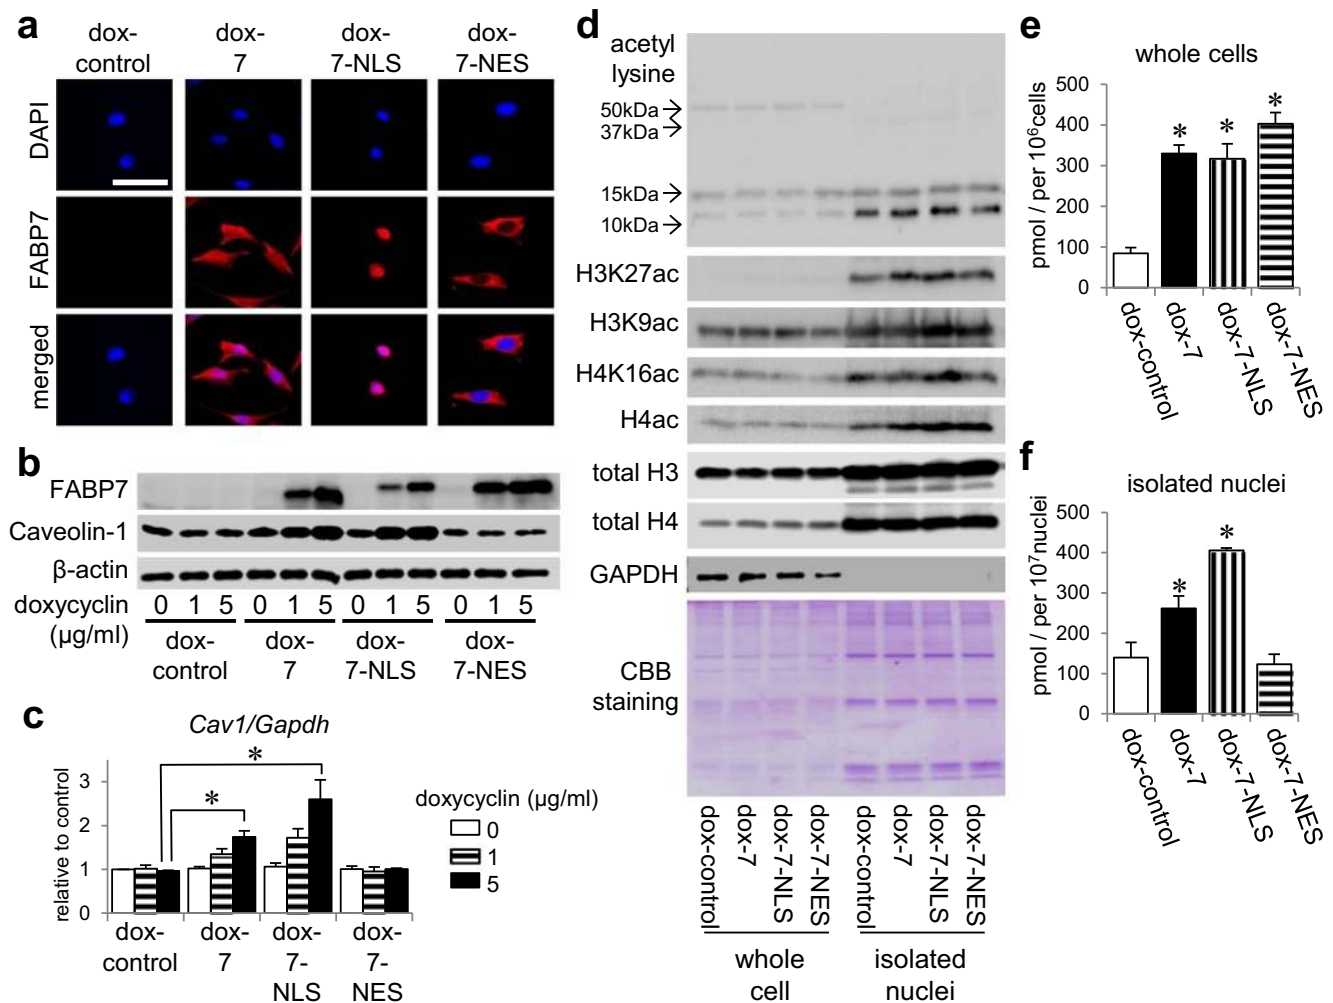 a
dox-
control
dox-
7
dox-
7-NLS
dox-
7-NES
DAPI
FABP7
merged
b
FABP7
Caveolin-1
β-actin
doxycyclin
(μg/ml)
0 1 5 0 1 5 0 1 5 0 1 5
dox-
control
dox-
7
dox-
7-NLS
dox-
7-NES
c
Cav1/Gapdh
relative to control
3
2
1
0
*
*
dox-
control
dox-
7
dox-
7-
NLS
dox-
7-
NES
doxycyclin (μg/ml)
0
1
5
d
acetyl
lysine
50kDa→
37kDa→
15kDa→
10kDa→
H3K27ac
H3K9ac
H4K16ac
H4ac
total H3
total H4
GAPDH
CBB
staining
dox-control
dox-7
dox-7-NLS
dox-7-NES
dox-control
dox-7
dox-7-NLS
dox-7-NES
whole
cell
isolated
nuclei
e
whole cells
pmol / per 10⁶cells
500
400
300
200
100
0
* * *
dox-control
dox-7
dox-7-NLS
dox-7-NES
f
isolated nuclei
pmol / per 10⁷nuclei
500
400
300
200
100
0
* *
dox-control
dox-7
dox-7-NLS
dox-7-NES